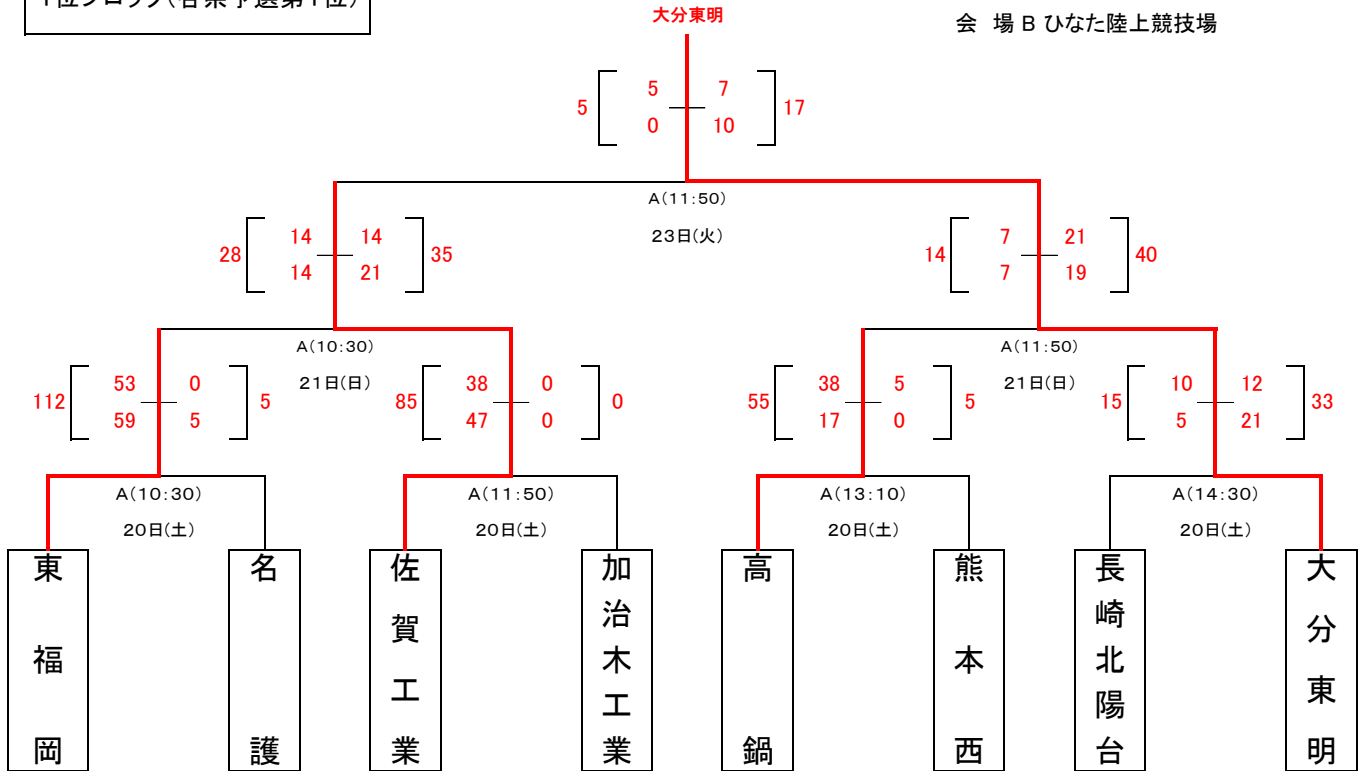 1位ブロック(各県予選第1位)
大分東明
会 場 B ひなた陸上競技場
5 5 7 17
0 10
A(11:50)
23日(火)
28 14 14 35
14 21
14 7 21 40
7 19
A(10:30)
21日(日)
A(11:50)
21日(日)
112 53 0 5
59 5
85 38 0 0
47 0
55 38 5 5
17 0
15 10 12 33
5 21
A(10:30)
20日(土)
A(11:50)
20日(土)
A(13:10)
20日(土)
A(14:30)
20日(土)
東福岡
名護
佐賀工業
加治木工業
高鍋
熊本西
長崎北陽台
大分東明